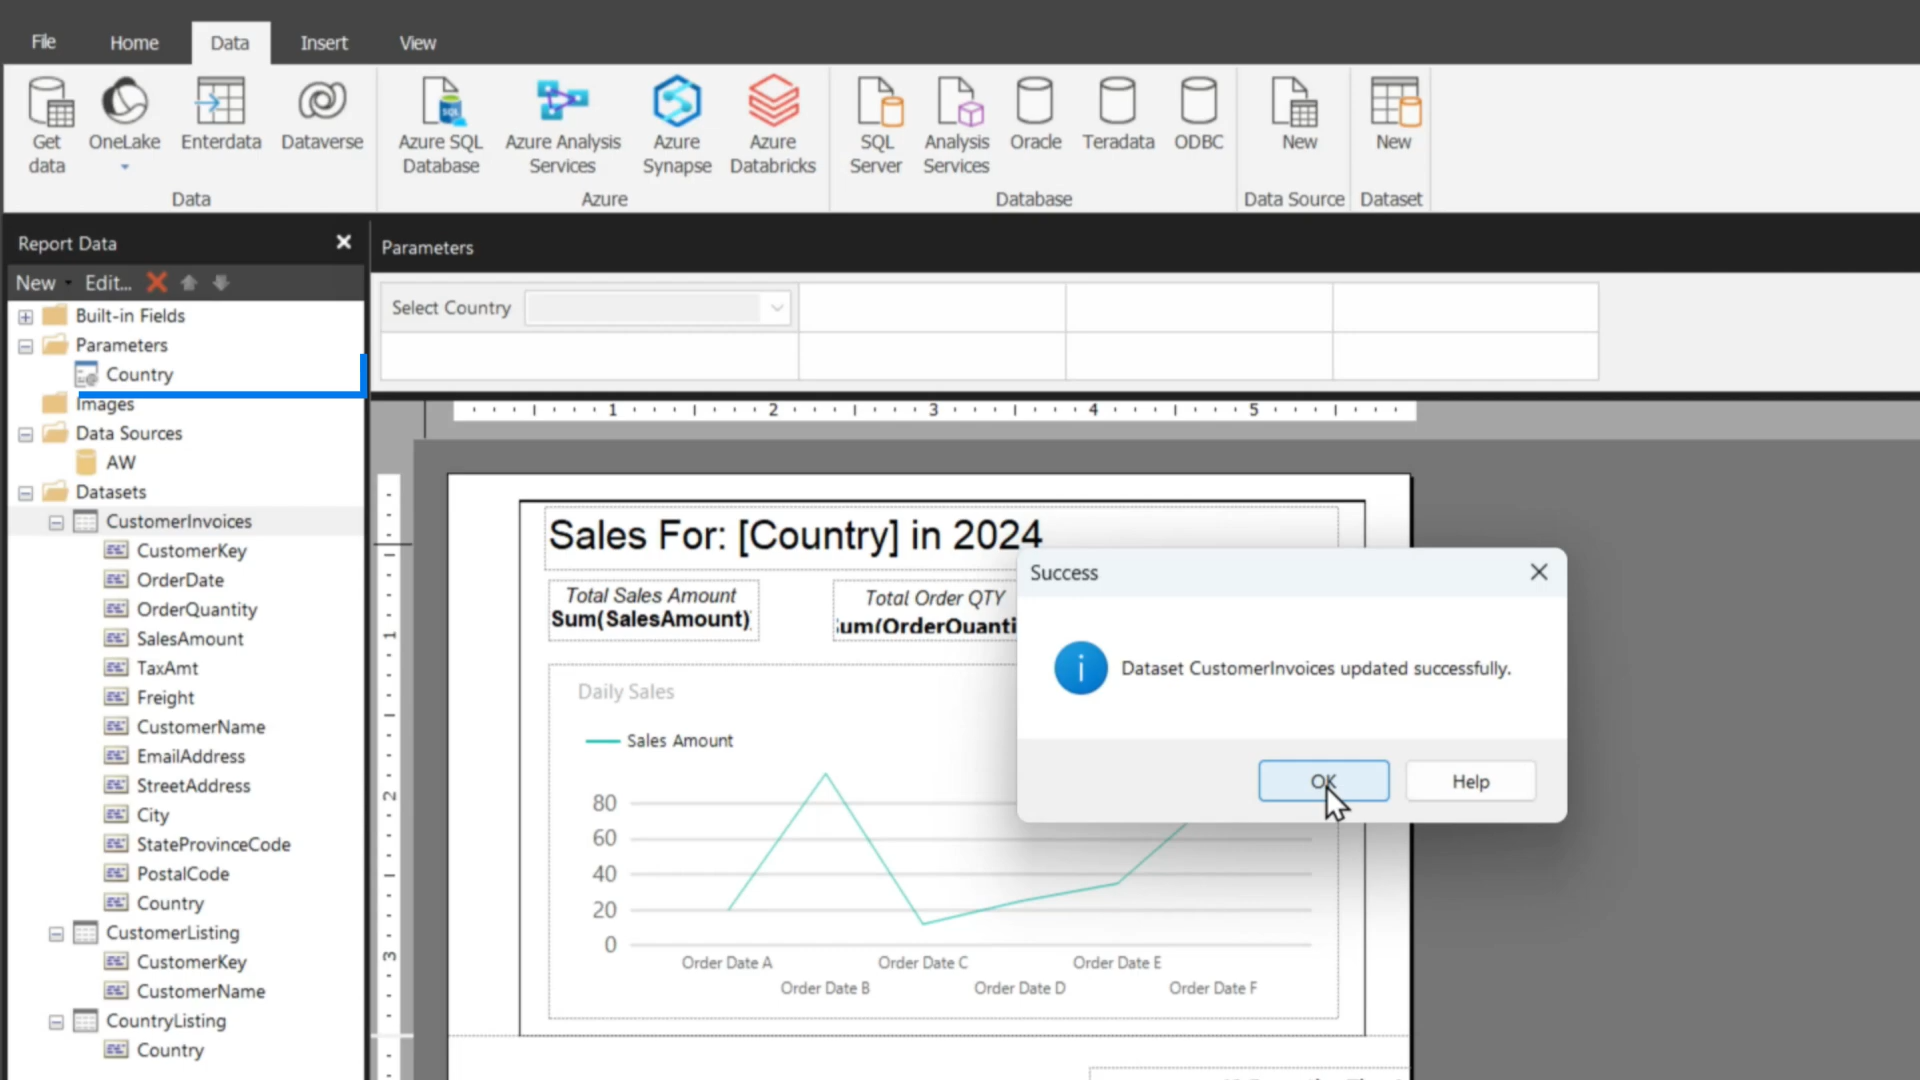 File Home Data Insert View
Get data
OneLake
Enterdata
Dataverse
Azure SQL Database
Azure Analysis Services
Azure Synapse
Azure Databricks
SQL Server
Analysis Services
Oracle
Teradata
ODBC
New
New
Data
Azure
Database
Data Source
Dataset
Report Data
New Edit...
Built-in Fields
Parameters
Country
Images
Data Sources
AW
Datasets
CustomerInvoices
CustomerKey
OrderDate
OrderQuantity
SalesAmount
TaxAmt
Freight
CustomerName
EmailAddress
StreetAddress
City
StateProvinceCode
PostalCode
Country
CustomerListing
CustomerKey
CustomerName
CountryListing
Country
Parameters
Select Country
1 2 3 4 5
1
2
3
Sales For: [Country] in 2024
Total Sales Amount
Sum(SalesAmount)
Total Order QTY
um(OrderQuanti
Daily Sales
Sales Amount
80
60
40
20
0
Order Date A
Order Date B
Order Date C
Order Date D
Order Date E
Order Date F
Success
Dataset CustomerInvoices updated successfully.
OK
Help